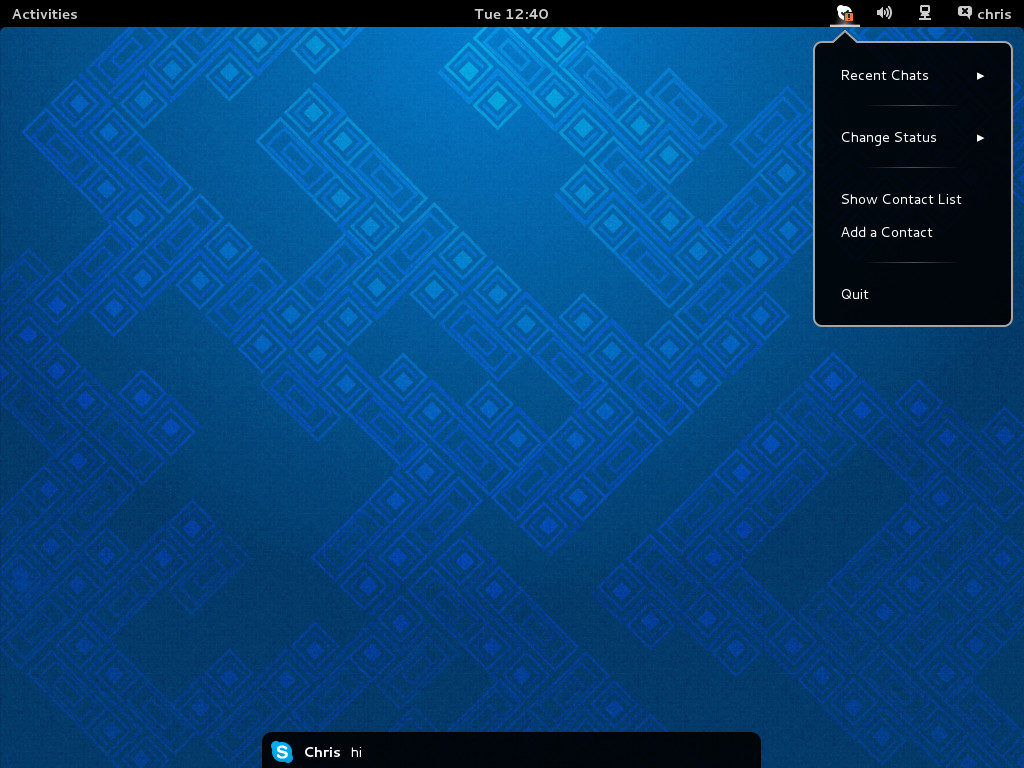 Activities
Tue 12:40
chris
Recent Chats
Change Status
Show Contact List
Add a Contact
Quit
Chris hi